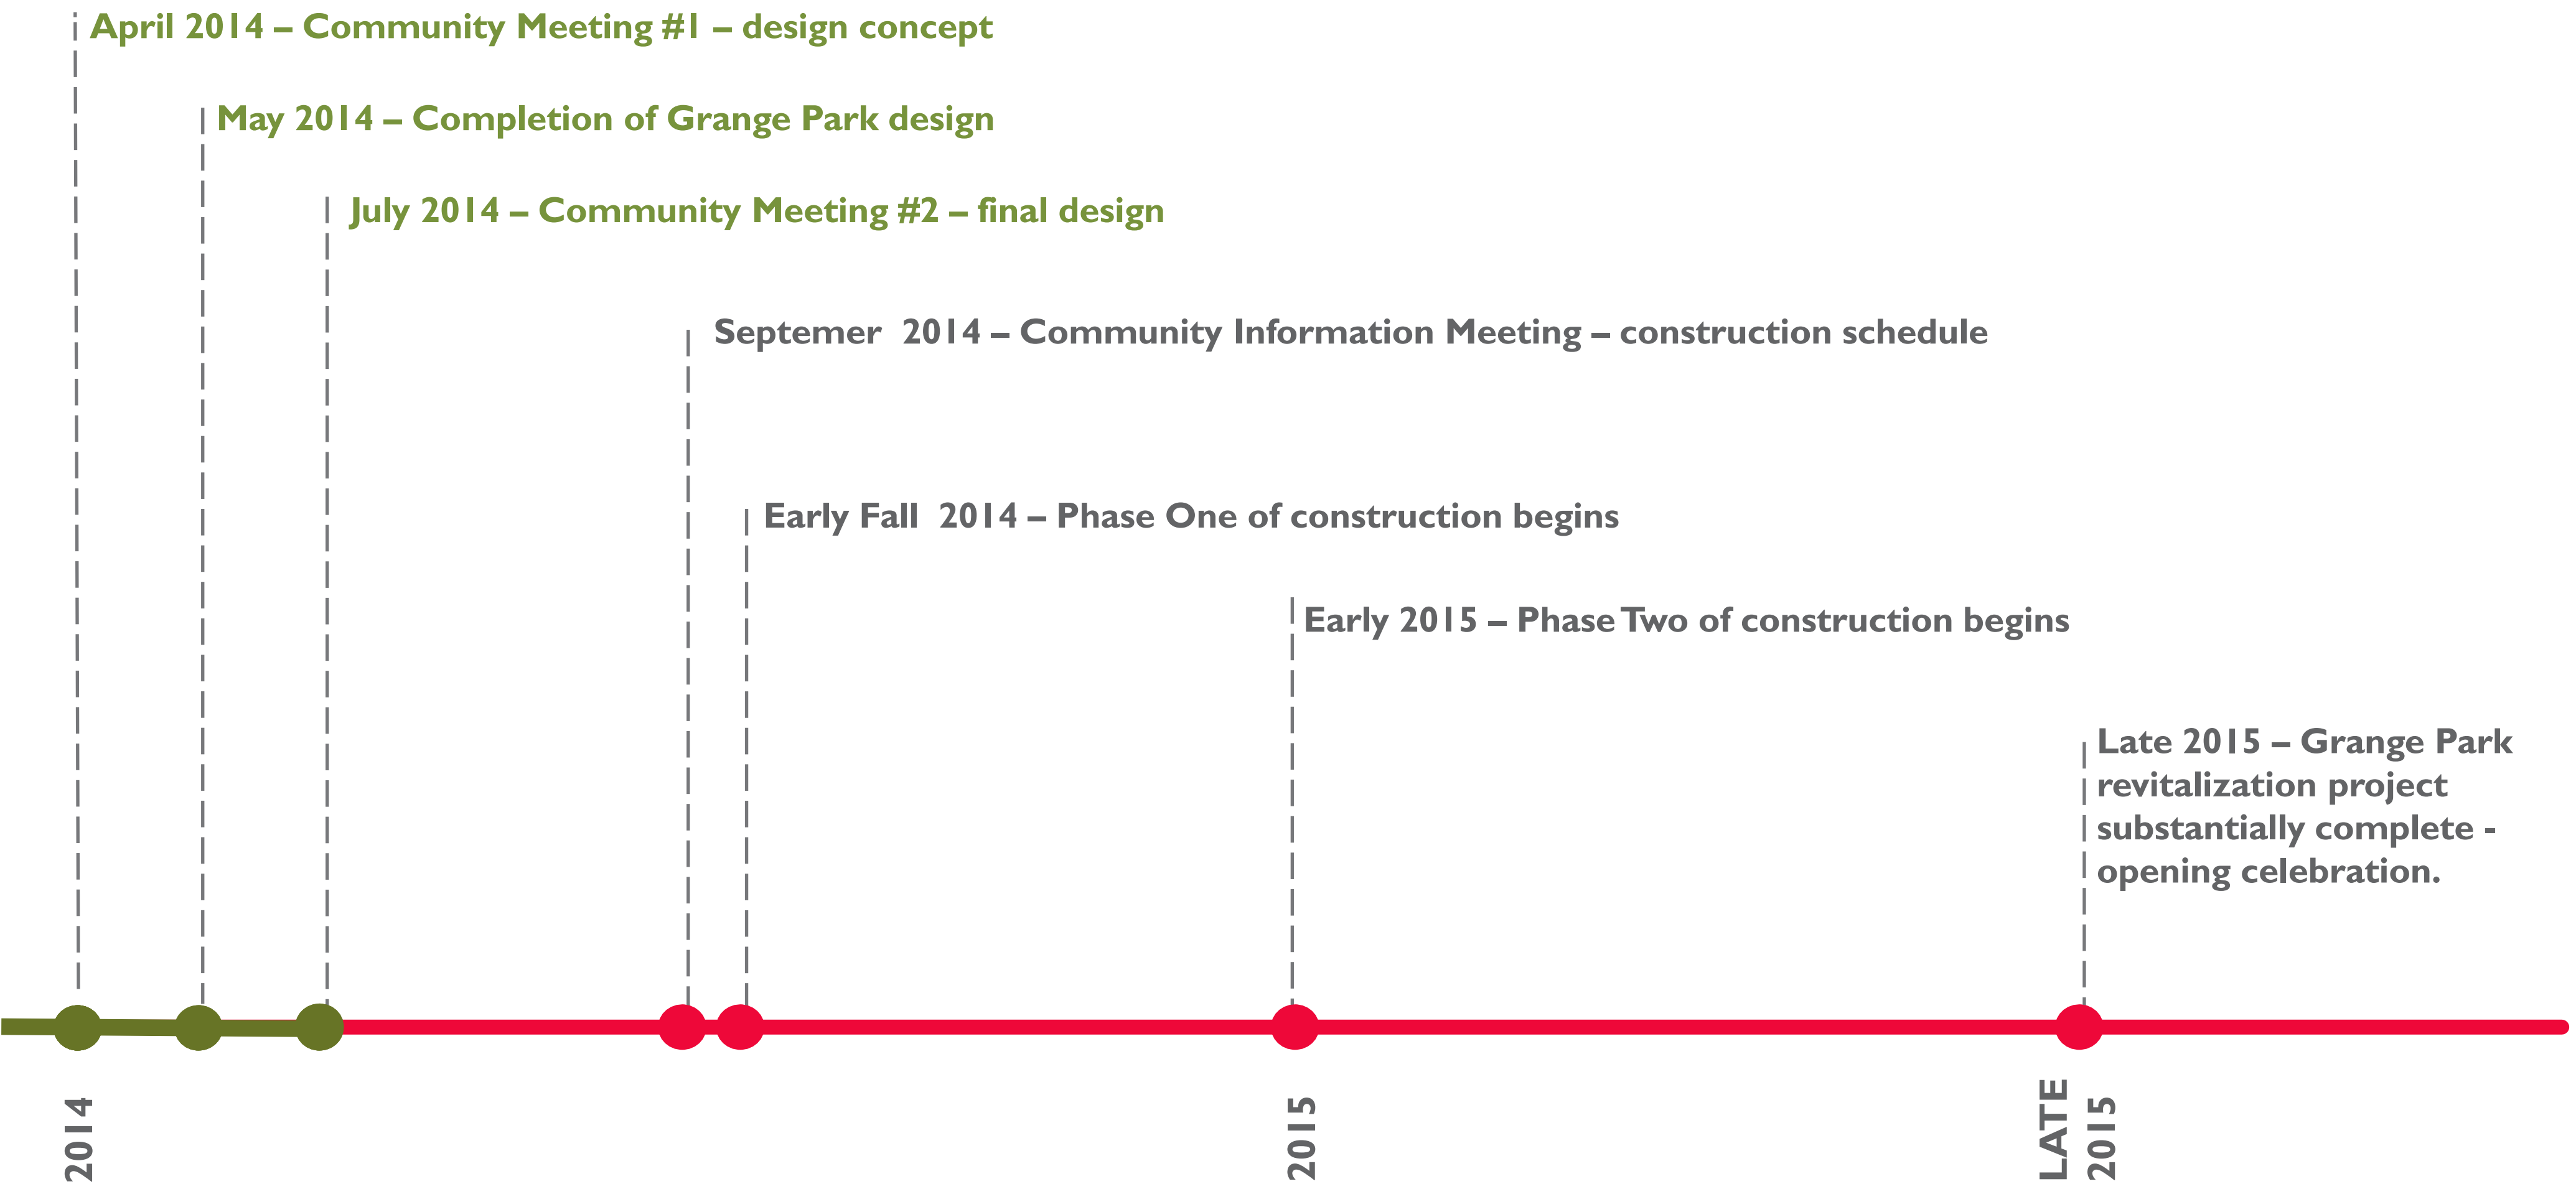 April 2014 – Community Meeting #1 – design concept
May 2014 – Completion of Grange Park design
July 2014 – Community Meeting #2 – final design
Septemer  2014 – Community Information Meeting – construction schedule
Early Fall  2014 – Phase One of construction begins
Early 2015 – Phase Two of construction begins
Late 2015 – Grange Park
revitalization project
substantially complete -
opening celebration.
2014
2015
LATE
2015